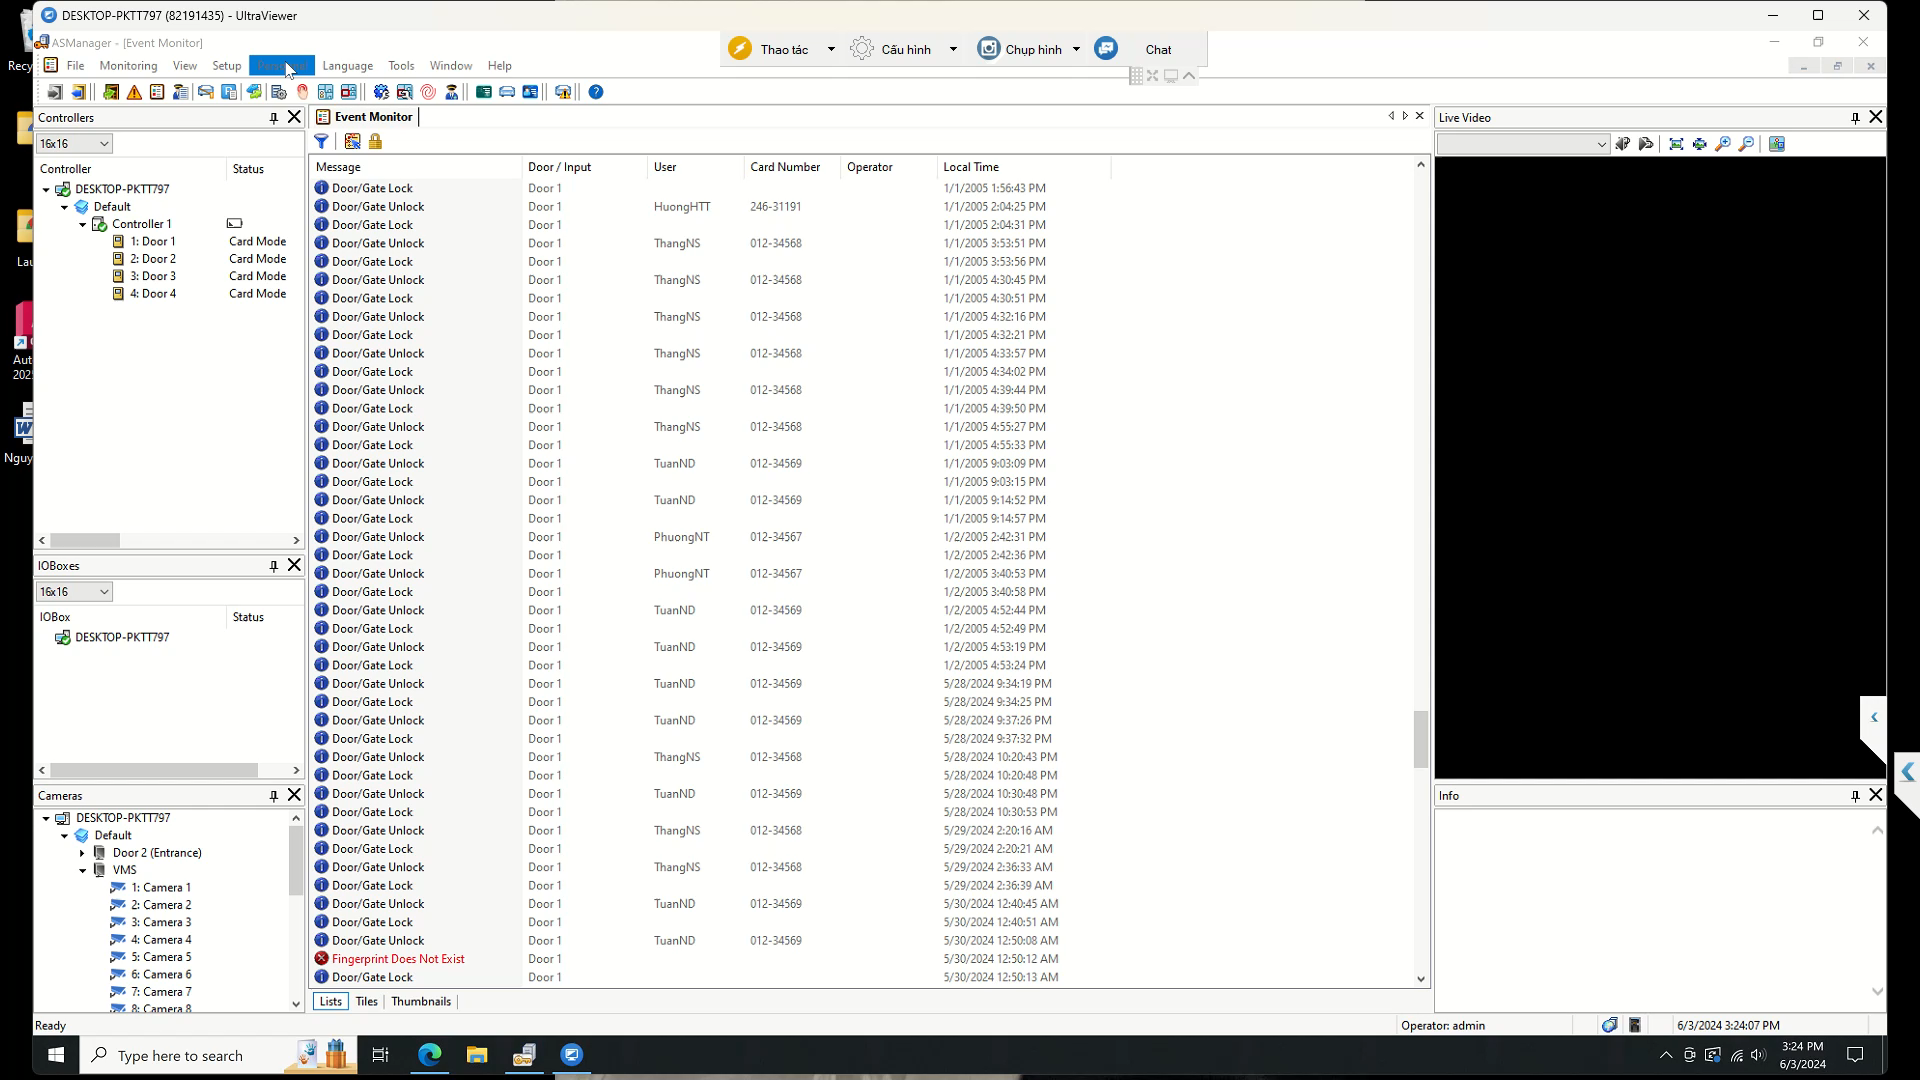 DESKTOP-PKTT797 (82191435) - UltraViewer
ASManager - [Event Monitor]
Thao tác
Cấu hình
Chụp hình
Chat
File Monitoring View Setup Personnel Language Tools Window Help
Recy
Controllers
16x16
Controller Status
DESKTOP-PKTT797
Default
Controller 1
1: Door 1 Card Mode
2: Door 2 Card Mode
3: Door 3 Card Mode
4: Door 4 Card Mode
Lau
Aut
202
Nguy
IOBoxes
16x16
IOBox Status
DESKTOP-PKTT797
Cameras
DESKTOP-PKTT797
Default
Door 2 (Entrance)
VMS
1: Camera 1
2: Camera 2
3: Camera 3
4: Camera 4
5: Camera 5
6: Camera 6
7: Camera 7
8: Camera 8
Event Monitor
Message Door / Input User Card Number Operator Local Time
Door/Gate Lock Door 1 1/1/2005 1:56:43 PM
Door/Gate Unlock Door 1 HuongHTT 246-31191 1/1/2005 2:04:25 PM
Door/Gate Lock Door 1 1/1/2005 2:04:31 PM
Door/Gate Unlock Door 1 ThangNS 012-34568 1/1/2005 3:53:51 PM
Door/Gate Lock Door 1 1/1/2005 3:53:56 PM
Door/Gate Unlock Door 1 ThangNS 012-34568 1/1/2005 4:30:45 PM
Door/Gate Lock Door 1 1/1/2005 4:30:51 PM
Door/Gate Unlock Door 1 ThangNS 012-34568 1/1/2005 4:32:16 PM
Door/Gate Lock Door 1 1/1/2005 4:32:21 PM
Door/Gate Unlock Door 1 ThangNS 012-34568 1/1/2005 4:33:57 PM
Door/Gate Lock Door 1 1/1/2005 4:34:02 PM
Door/Gate Unlock Door 1 ThangNS 012-34568 1/1/2005 4:39:44 PM
Door/Gate Lock Door 1 1/1/2005 4:39:50 PM
Door/Gate Unlock Door 1 ThangNS 012-34568 1/1/2005 4:55:27 PM
Door/Gate Lock Door 1 1/1/2005 4:55:33 PM
Door/Gate Unlock Door 1 TuanND 012-34569 1/1/2005 9:03:09 PM
Door/Gate Lock Door 1 1/1/2005 9:03:15 PM
Door/Gate Unlock Door 1 TuanND 012-34569 1/1/2005 9:14:52 PM
Door/Gate Lock Door 1 1/1/2005 9:14:57 PM
Door/Gate Unlock Door 1 PhuongNT 012-34567 1/2/2005 2:42:31 PM
Door/Gate Lock Door 1 1/2/2005 2:42:36 PM
Door/Gate Unlock Door 1 PhuongNT 012-34567 1/2/2005 3:40:53 PM
Door/Gate Lock Door 1 1/2/2005 3:40:58 PM
Door/Gate Unlock Door 1 TuanND 012-34569 1/2/2005 4:52:44 PM
Door/Gate Lock Door 1 1/2/2005 4:52:49 PM
Door/Gate Unlock Door 1 TuanND 012-34569 1/2/2005 4:53:19 PM
Door/Gate Lock Door 1 1/2/2005 4:53:24 PM
Door/Gate Unlock Door 1 TuanND 012-34569 5/28/2024 9:34:19 PM
Door/Gate Lock Door 1 5/28/2024 9:34:25 PM
Door/Gate Unlock Door 1 TuanND 012-34569 5/28/2024 9:37:26 PM
Door/Gate Lock Door 1 5/28/2024 9:37:32 PM
Door/Gate Unlock Door 1 ThangNS 012-34568 5/28/2024 10:20:43 PM
Door/Gate Lock Door 1 5/28/2024 10:20:48 PM
Door/Gate Unlock Door 1 TuanND 012-34569 5/28/2024 10:30:48 PM
Door/Gate Lock Door 1 5/28/2024 10:30:53 PM
Door/Gate Unlock Door 1 ThangNS 012-34568 5/29/2024 2:20:16 AM
Door/Gate Lock Door 1 5/29/2024 2:20:21 AM
Door/Gate Unlock Door 1 ThangNS 012-34568 5/29/2024 2:36:33 AM
Door/Gate Lock Door 1 5/29/2024 2:36:39 AM
Door/Gate Unlock Door 1 TuanND 012-34569 5/30/2024 12:40:45 AM
Door/Gate Lock Door 1 5/30/2024 12:40:51 AM
Door/Gate Unlock Door 1 TuanND 012-34569 5/30/2024 12:50:08 AM
Fingerprint Does Not Exist Door 1 5/30/2024 12:50:12 AM
Door/Gate Lock Door 1 5/30/2024 12:50:13 AM
Lists Tiles Thumbnails
Live Video
Info
Ready
Operator: admin
6/3/2024 3:24:07 PM
Type here to search
3:24 PM
6/3/2024